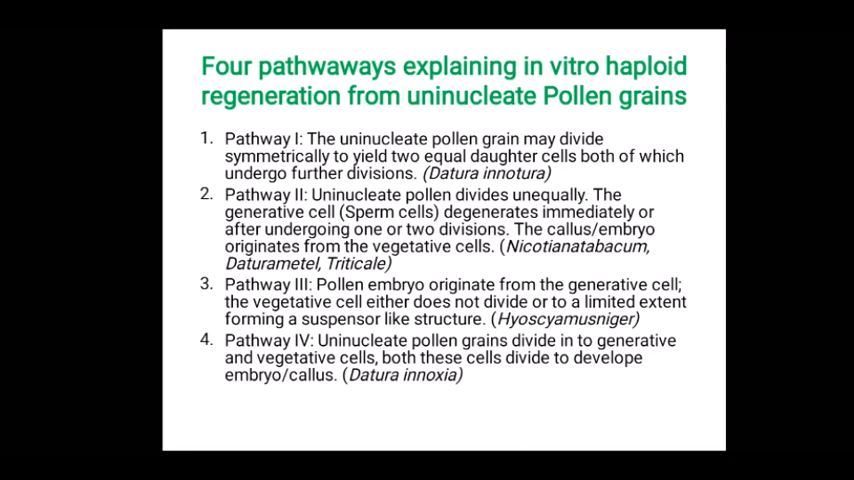 Four pathwaways explaining in vitro haploid
regeneration from uninucleate Pollen grains
1. Pathway I: The uninucleate pollen grain may divide
symmetrically to yield two equal daughter cells both of which
undergo further divisions. (Datura innotura)
2. Pathway II: Uninucleate pollen divides unequally. The
generative cell (Sperm cells) degenerates immediately or
after undergoing one or two divisions. The callus/embryo
originates from the vegetative cells. (Nicotianatabacum,
Daturametel, Triticale)
3. Pathway III: Pollen embryo originate from the generative cell;
the vegetative cell either does not divide or to a limited extent
forming a suspensor like structure. (Hyoscyamusniger)
4. Pathway IV: Uninucleate pollen grains divide in to generative
and vegetative cells, both these cells divide to develope
embryo/callus. (Datura innoxia)